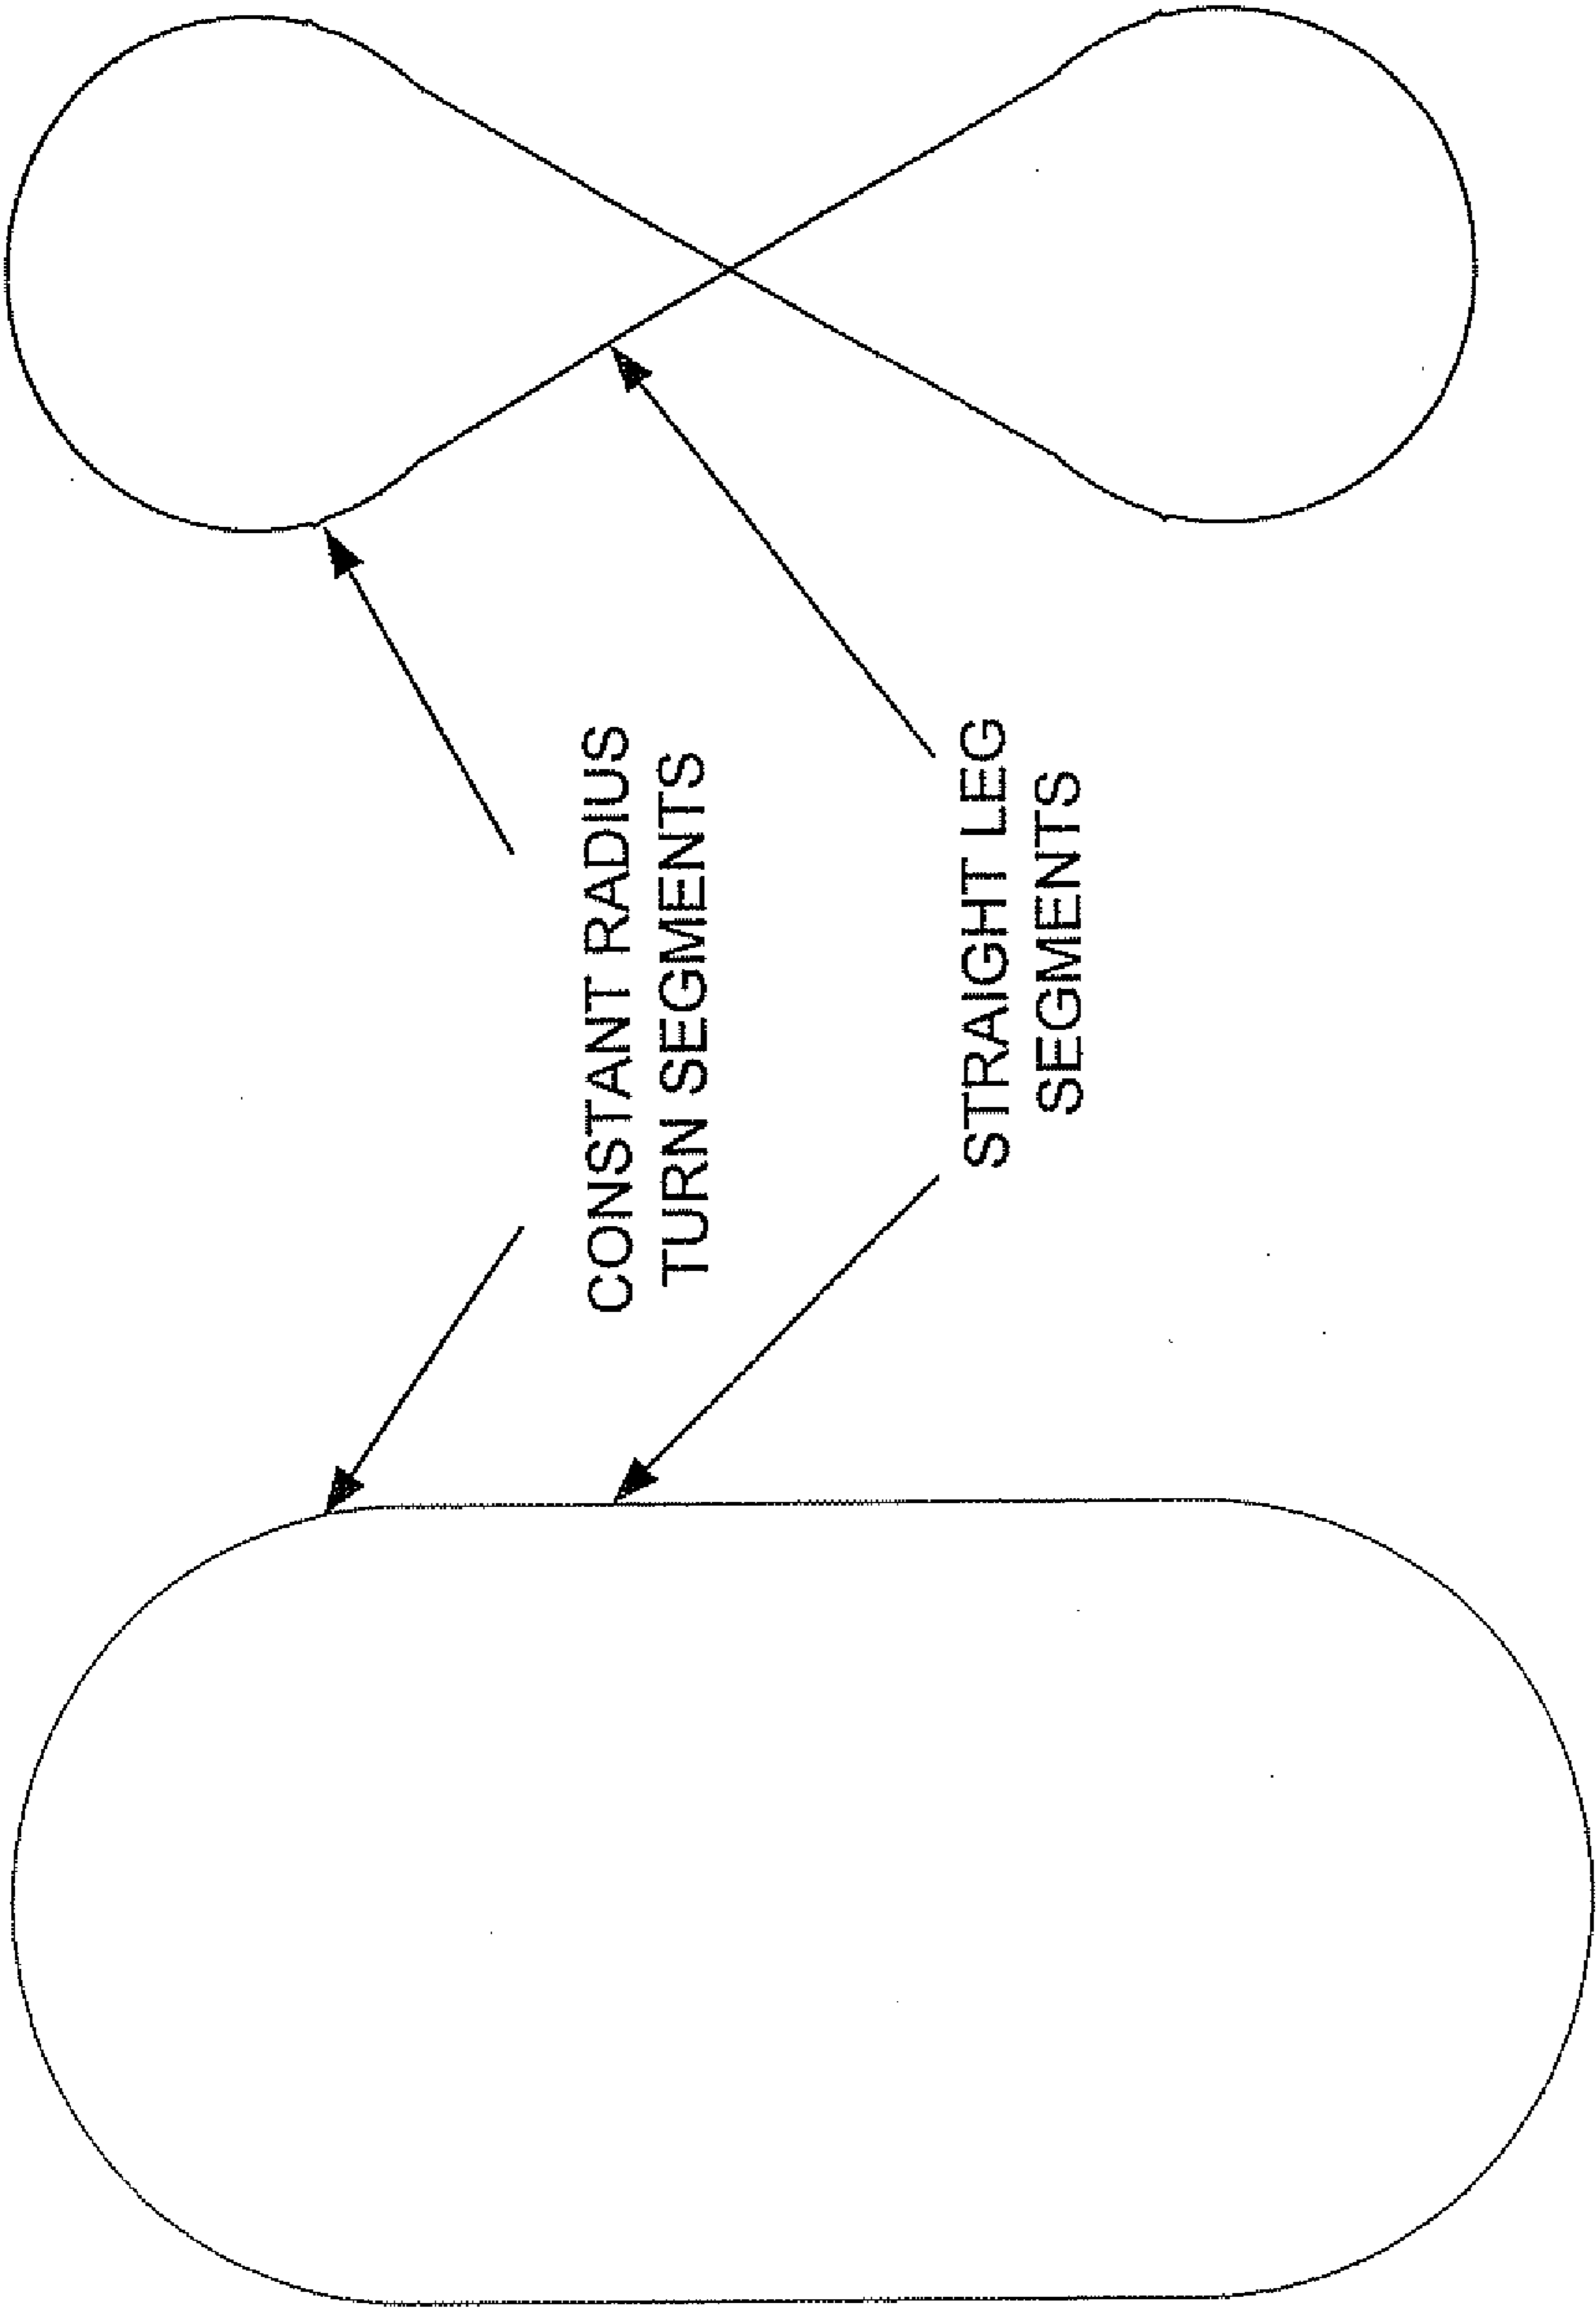 CONSTANT RADIUS
TURN SEGMENTS
STRAIGHT LEG
SEGMENTS